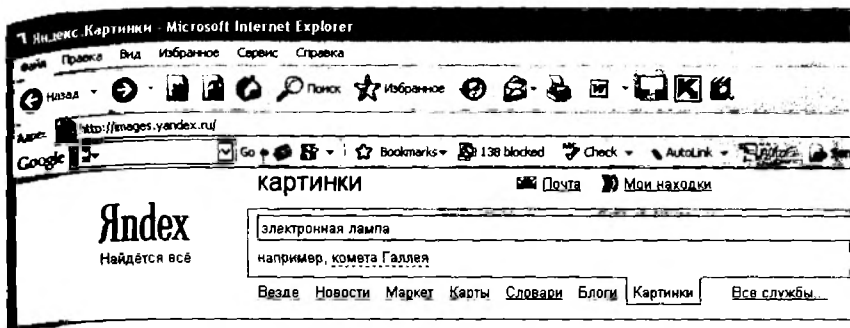 Яндекс.Картинки - Microsoft Internet Explorer
Файл Правка Вид Избранное Сервис Справка
Назад Поиск Избранное
Адрес http://images.yandex.ru/
Google Go Bookmarks 138 blocked Check AutoLink
картинки Почта Мои находки
Яndex электронная лампа
Найдётся всё например, комета Галлея
Везде Новости Маркет Карты Словари Блоги Картинки Все службы...